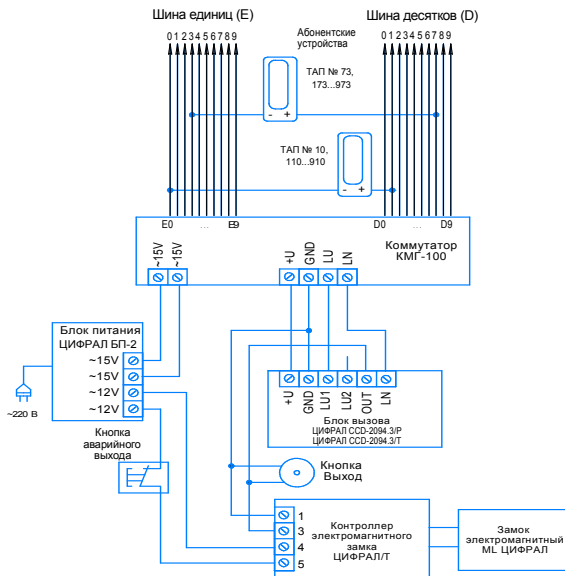 Шина единиц (E)
Шина десятков (D)
0 1 2 3 4 5 6 7 8 9
Абонентские
устройства
0 1 2 3 4 5 6 7 8 9
ТАП № 73,
173...973
- +
ТАП № 10,
110...910
- +
E0 ... E9
D0 ... D9
Коммутатор
КМГ-100
~15V
~15V
+U
GND
LU
LN
Блок питания
ЦИФРАЛ БП-2
~15V
~15V
~12V
~12V
~220 В
+U
GND
LU1
LU2
OUT
LN
Блок вызова
ЦИФРАЛ CCD-2094.3/P
ЦИФРАЛ CCD-2094.3/T
Кнопка
аварийного
выхода
Кнопка
Выход
1
3
4
5
Контроллер
электромагнитного
замка
ЦИФРАЛ/T
Замок
электромагнитный
ML ЦИФРАЛ